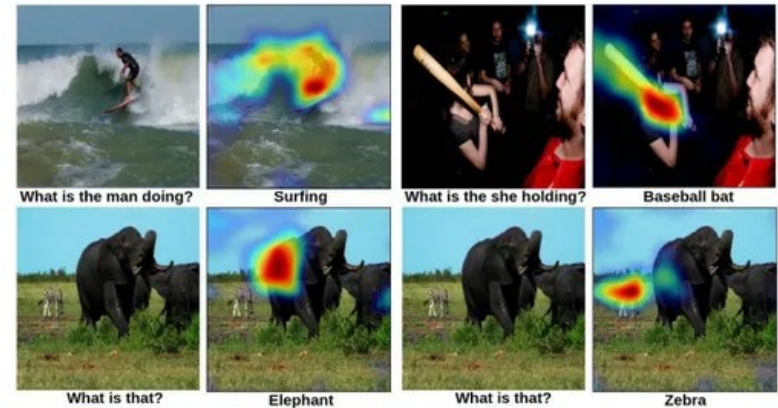 What is the man doing?
Surfing
What is the she holding?
Baseball bat
What is that?
Elephant
What is that?
Zebra